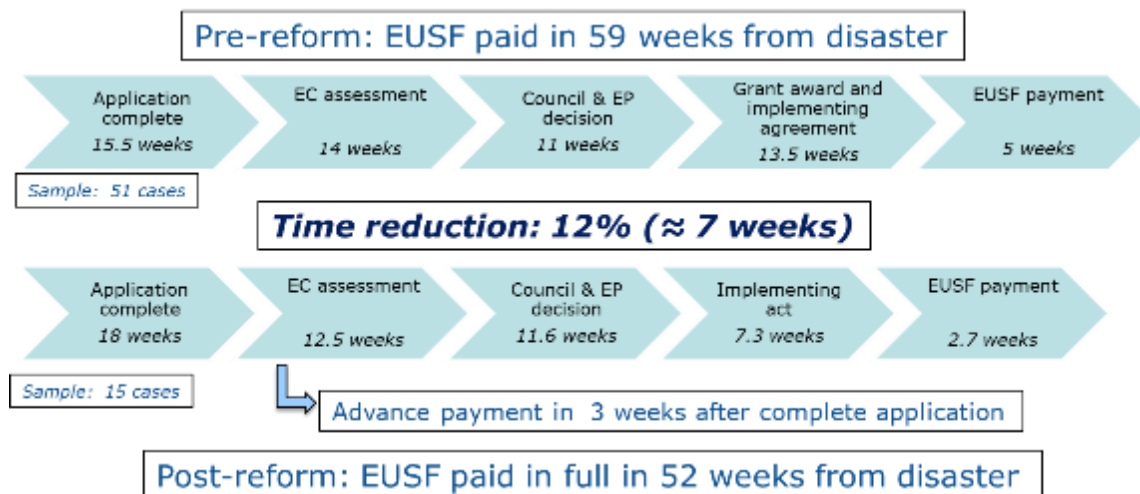 Pre-reform: EUSF paid in 59 weeks from disaster
Application
complete
15.5 weeks
EC assessment
14 weeks
Council & EP
decision
11 weeks
Grant award and
implementing
agreement
13.5 weeks
EUSF payment
5 weeks
Sample: 51 cases
Time reduction: 12% (≈ 7 weeks)
Application
complete
18 weeks
EC assessment
12.5 weeks
Council & EP
decision
11.6 weeks
Implementing
act
7.3 weeks
EUSF payment
2.7 weeks
Sample: 15 cases
Advance payment in 3 weeks after complete application
Post-reform: EUSF paid in full in 52 weeks from disaster